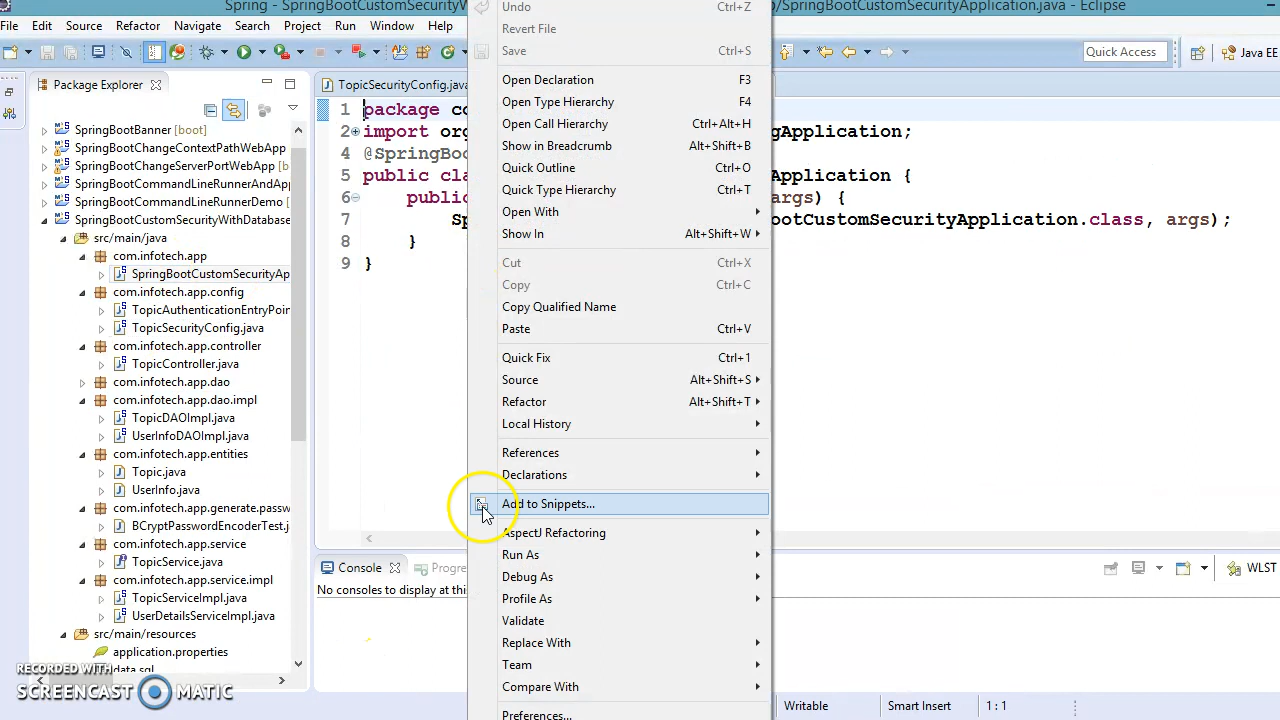 Spring - SpringBootCustomSecurityW
/SpringBootCustomSecurityApplication.java - Eclipse
File Edit Source Refactor Navigate Search Project Run Window
Quick Access
Java EE
Package Explorer
SpringBootBanner [boot]
SpringBootChangeContextPathWebApp
SpringBootChangeServerPortWebApp [b
SpringBootCommandLineRunnerAndAp
SpringBootCommandLineRunnerDemo
SpringBootCustomSecurityWithDatabase
src/main/java
com.infotech.app
SpringBootCustomSecurityAp
com.infotech.app.config
TopicAuthenticationEntryPoin
TopicSecurityConfig.java
com.infotech.app.controller
TopicController.java
com.infotech.app.dao
com.infotech.app.dao.impl
TopicDAOImpl.java
UserInfoDAOImpl.java
com.infotech.app.entities
Topic.java
UserInfo.java
com.infotech.app.generate.passw
BCryptPasswordEncoderTest.j
com.infotech.app.service
TopicService.java
com.infotech.app.service.impl
TopicServiceImpl.java
UserDetailsServiceImpl.java
src/main/resources
application.properties
data.sql
TopicSecurityConfig.java
1 package co
2 import org gApplication;
4 @SpringBoo
5 public cla Application {
6 public args) {
7 Sp BootCustomSecurityApplication.class, args);
8 }
9 }
Undo Ctrl+Z
Revert File
Save Ctrl+S
Open Declaration F3
Open Type Hierarchy F4
Open Call Hierarchy Ctrl+Alt+H
Show in Breadcrumb Alt+Shift+B
Quick Outline Ctrl+O
Quick Type Hierarchy Ctrl+T
Open With
Show In Alt+Shift+W
Cut Ctrl+X
Copy Ctrl+C
Copy Qualified Name
Paste Ctrl+V
Quick Fix Ctrl+1
Source Alt+Shift+S
Refactor Alt+Shift+T
Local History
References
Declarations
Add to Snippets...
AspectJ Refactoring
Run As
Debug As
Profile As
Validate
Replace With
Team
Compare With
Preferences...
Console Progre
WLST
No consoles to display at this
Writable Smart Insert 1 : 1
RECORDED WITH
SCREENCAST MATIC